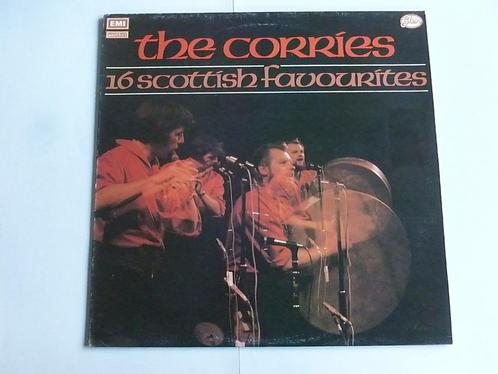 EMI
the corries
16 scottish favourites